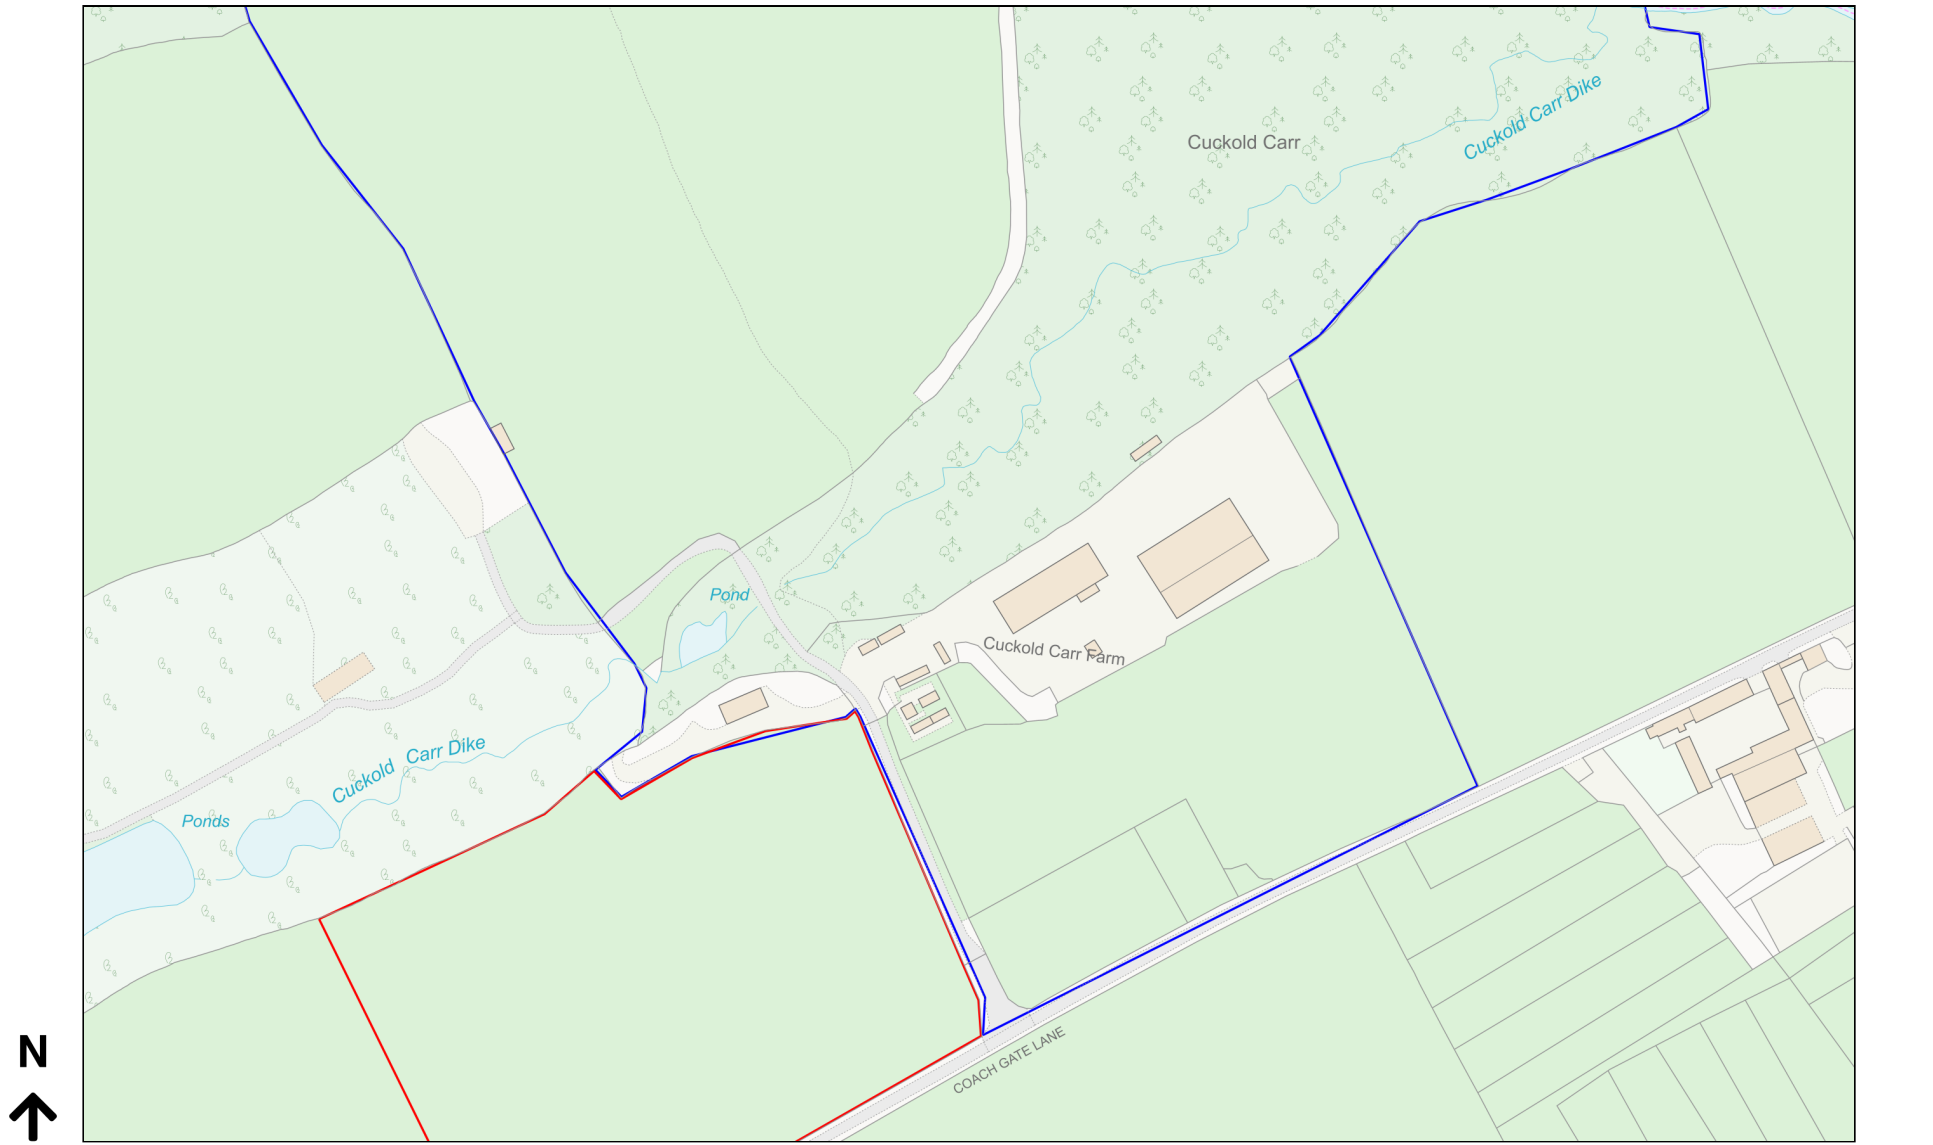 Cuckold Carr
Cuckold Carr Dike
Pond
Cuckold Carr Farm
Cuckold Carr Dike
Ponds
COACH GATE LANE
N